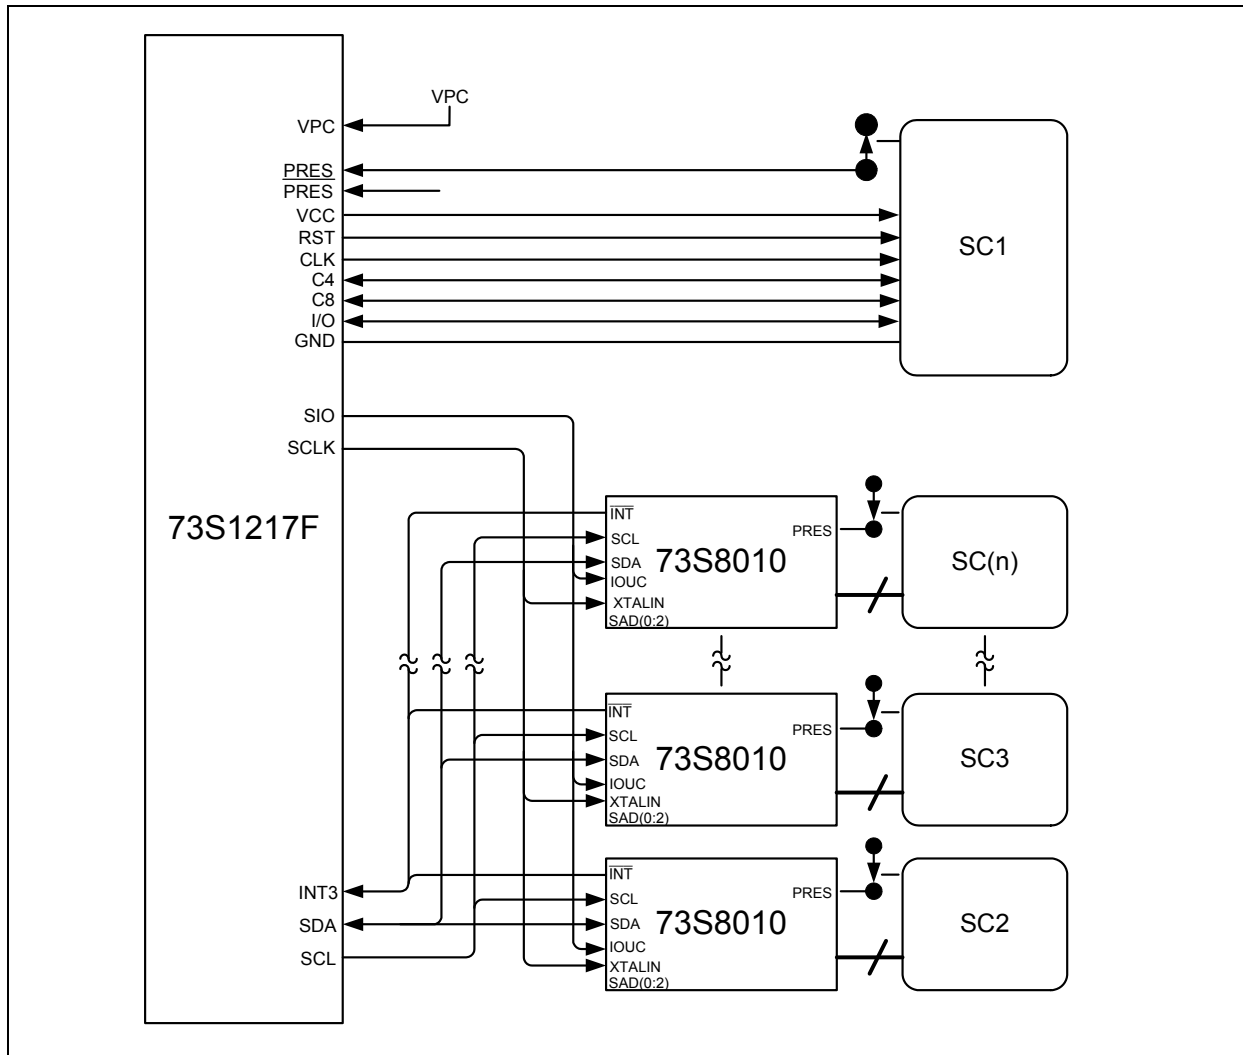 VPC
VPC
PRES
PRES
VCC
RST
CLK
C4
C8
I/O
GND
SC1
SIO
SCLK
73S1217F
INT
SCL
SDA
IOUC
XTALIN
SAD(0:2)
73S8010
PRES
SC(n)
INT
SCL
SDA
IOUC
XTALIN
SAD(0:2)
73S8010
PRES
SC3
INT
SCL
SDA
IOUC
XTALIN
SAD(0:2)
73S8010
PRES
SC2
INT3
SDA
SCL